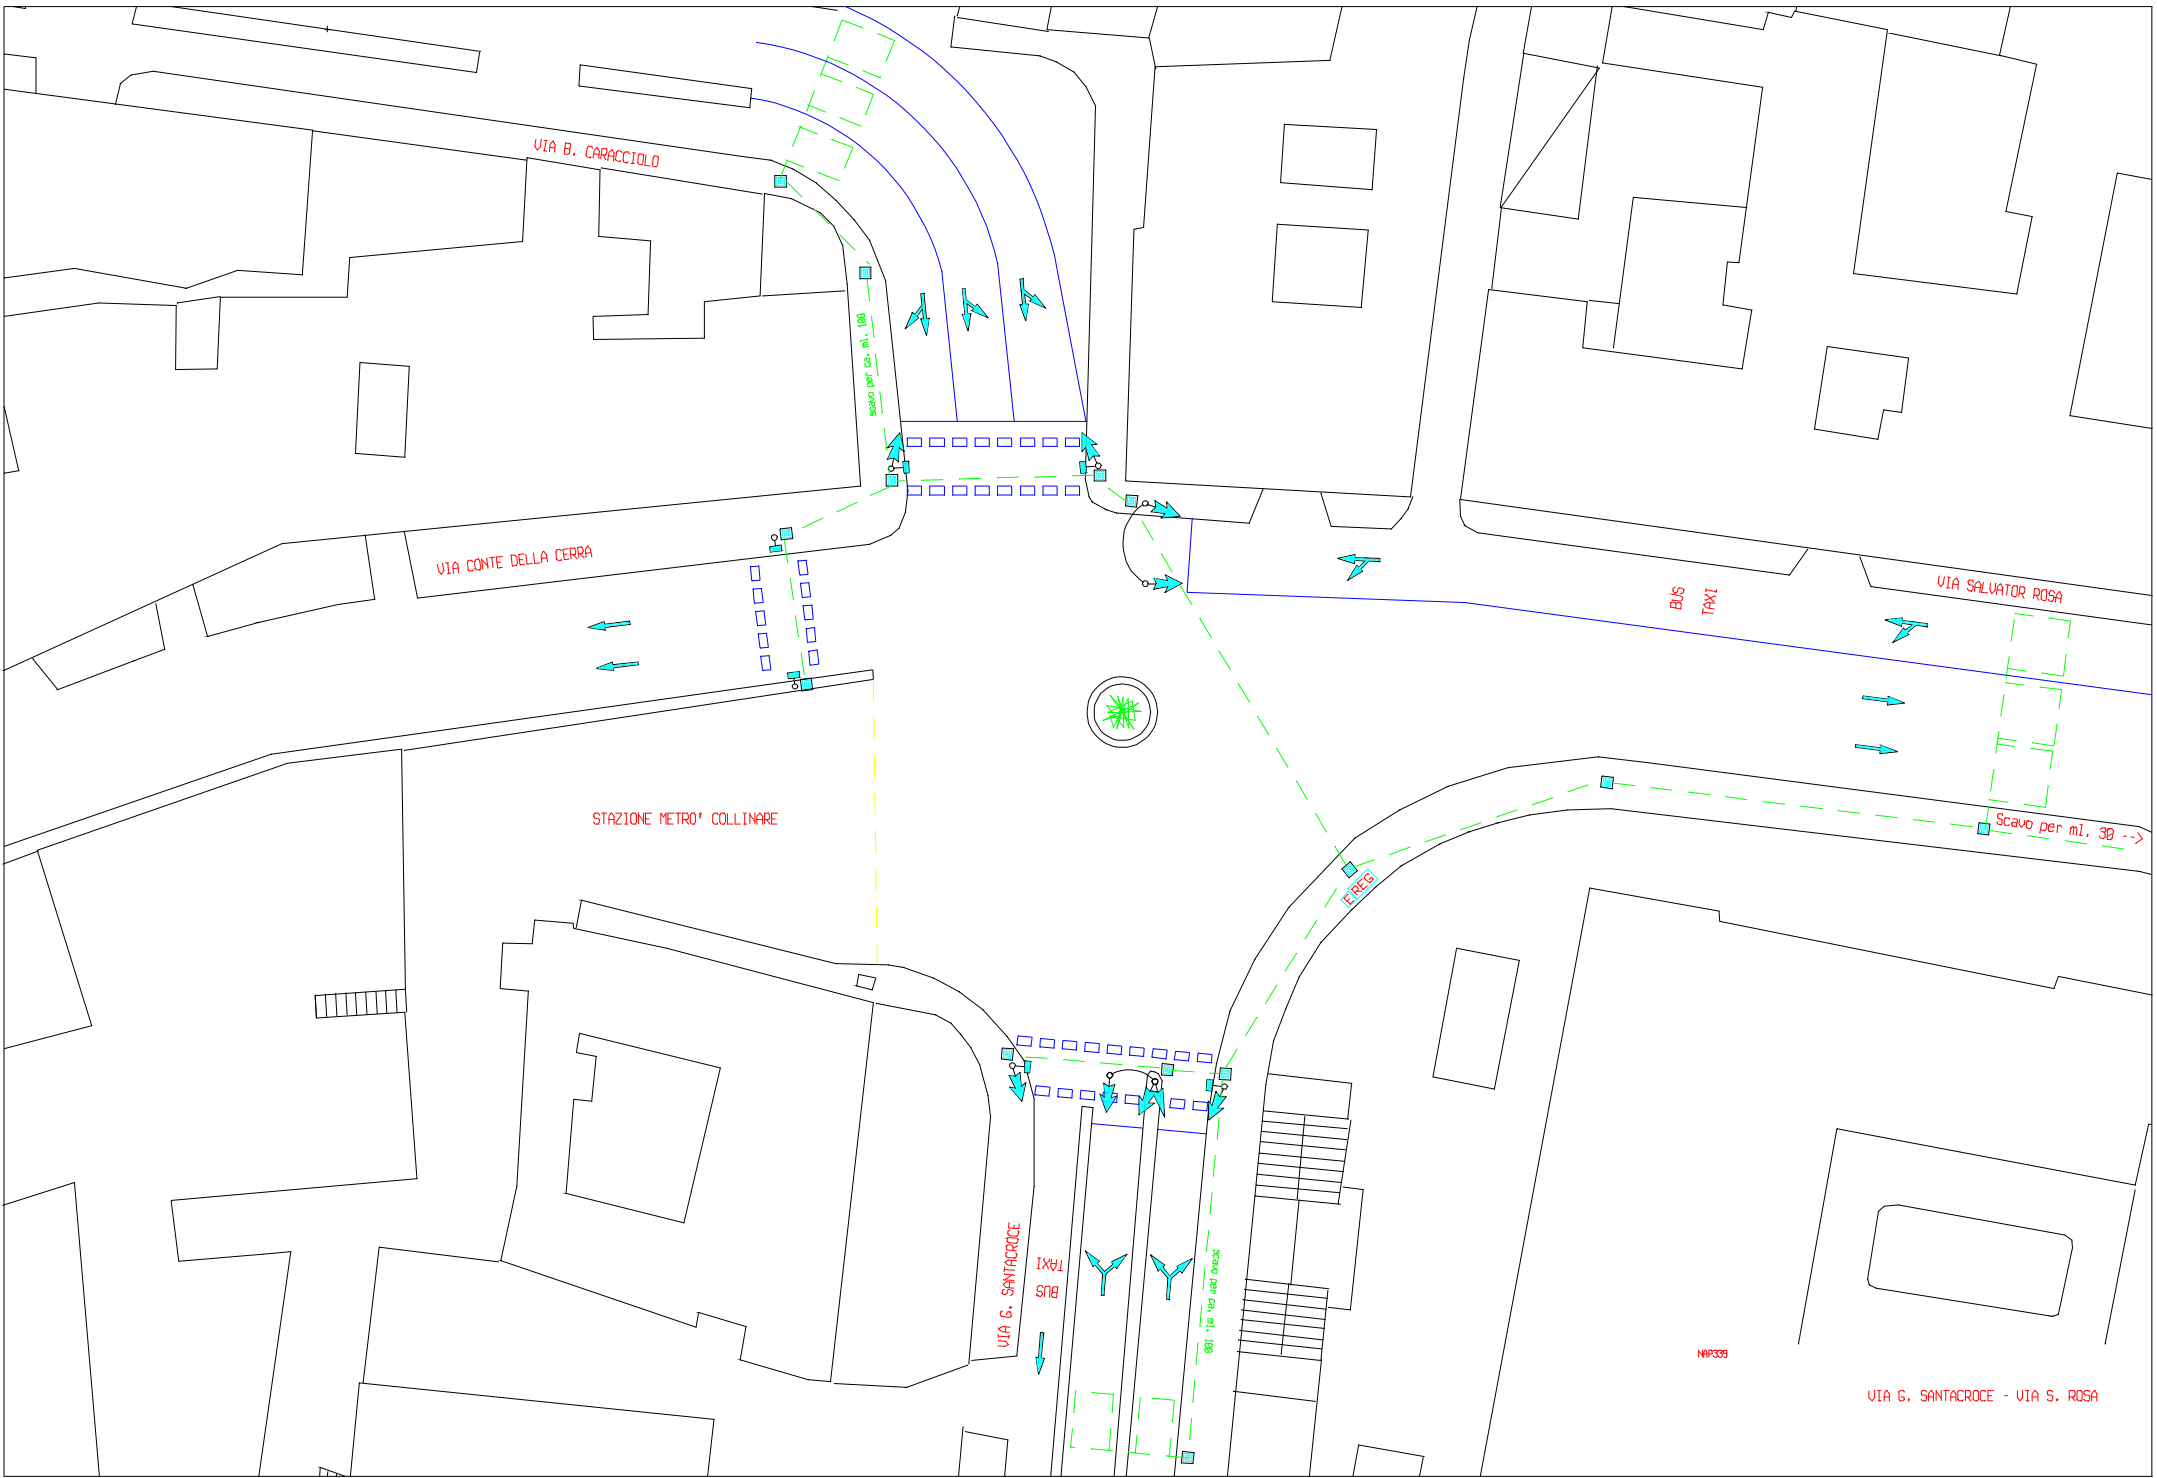 VIA B. CARACCIOLO
scavo per ca. ml. 100
VIA CONTE DELLA CERRA
BUS
TAXI
VIA SALVATOR ROSA
STAZIONE METRO' COLLINARE
Scavo per ml. 30 -->
E REG
VIA G. SANTACROCE
TAXI
BUS
scavo per ca. ml. 100
NAP339
VIA G. SANTACROCE - VIA S. ROSA